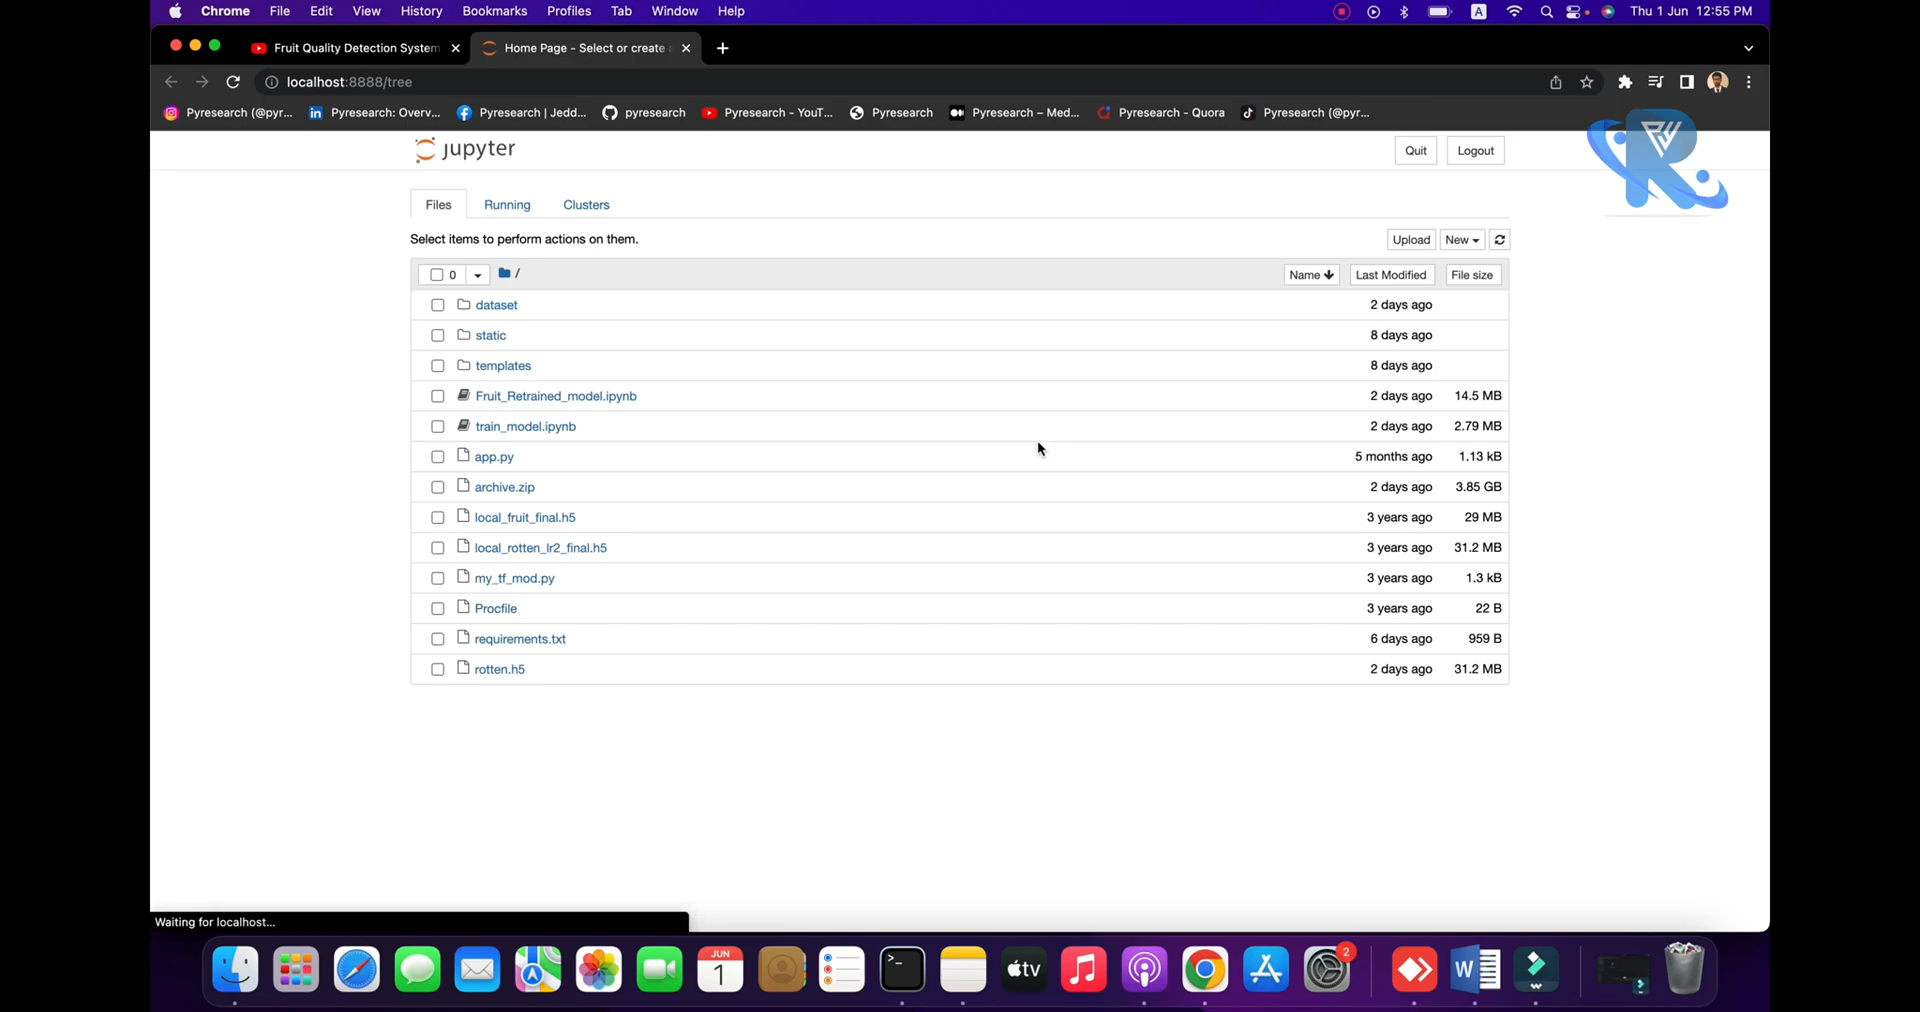 Chrome File Edit View History Bookmarks Profiles Tab Window Help A Thu 1 Jun 12:55 PM
Fruit Quality Detection System Home Page - Select or create a
localhost:8888/tree
Pyresearch (@pyr... Pyresearch: Overv... Pyresearch | Jedd... pyresearch Pyresearch - YouT... Pyresearch Pyresearch – Med... Pyresearch - Quora Pyresearch (@pyr...
jupyter Quit Logout
Files Running Clusters
Select items to perform actions on them. Upload New
0 / Name Last Modified File size
dataset 2 days ago
static 8 days ago
templates 8 days ago
Fruit_Retrained_model.ipynb 2 days ago 14.5 MB
train_model.ipynb 2 days ago 2.79 MB
app.py 5 months ago 1.13 kB
archive.zip 2 days ago 3.85 GB
local_fruit_final.h5 3 years ago 29 MB
local_rotten_lr2_final.h5 3 years ago 31.2 MB
my_tf_mod.py 3 years ago 1.3 kB
Procfile 3 years ago 22 B
requirements.txt 6 days ago 959 B
rotten.h5 2 days ago 31.2 MB
Waiting for localhost...
JUN
1
tv
2
W